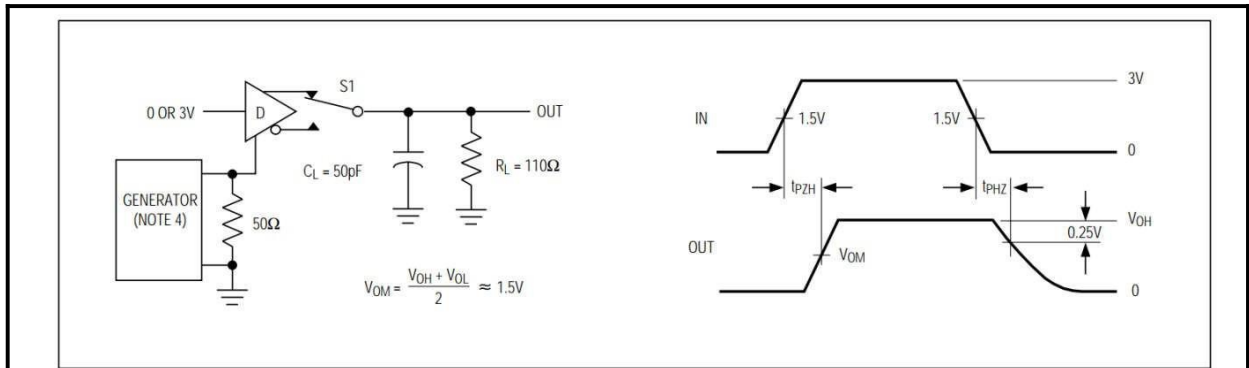 0 OR 3V
D
S1
OUT
GENERATOR
(NOTE 4)
50Ω
C_L = 50pF
R_L = 110Ω
V_OM = (V_OH + V_OL) / 2 ≈ 1.5V
IN
1.5V
1.5V
3V
0
t_PZH
t_PHZ
OUT
V_OM
V_OH
0.25V
0